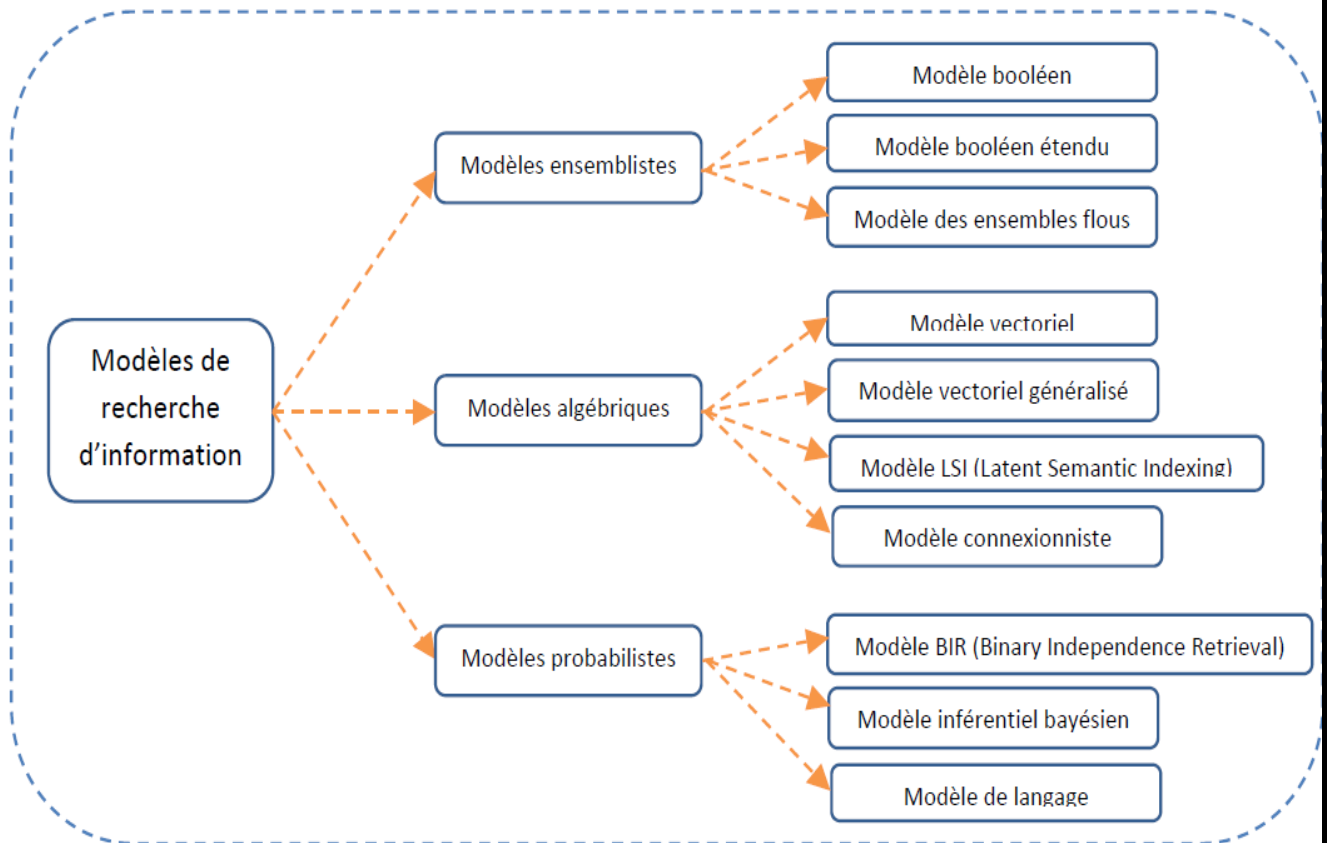 Modèles de
recherche
d'information
Modèles ensemblistes
Modèle booléen
Modèle booléen étendu
Modèle des ensembles flous
Modèles algébriques
Modèle vectoriel
Modèle vectoriel généralisé
Modèle LSI (Latent Semantic Indexing)
Modèle connexionniste
Modèles probabilistes
Modèle BIR (Binary Independence Retrieval)
Modèle inférentiel bayésien
Modèle de langage